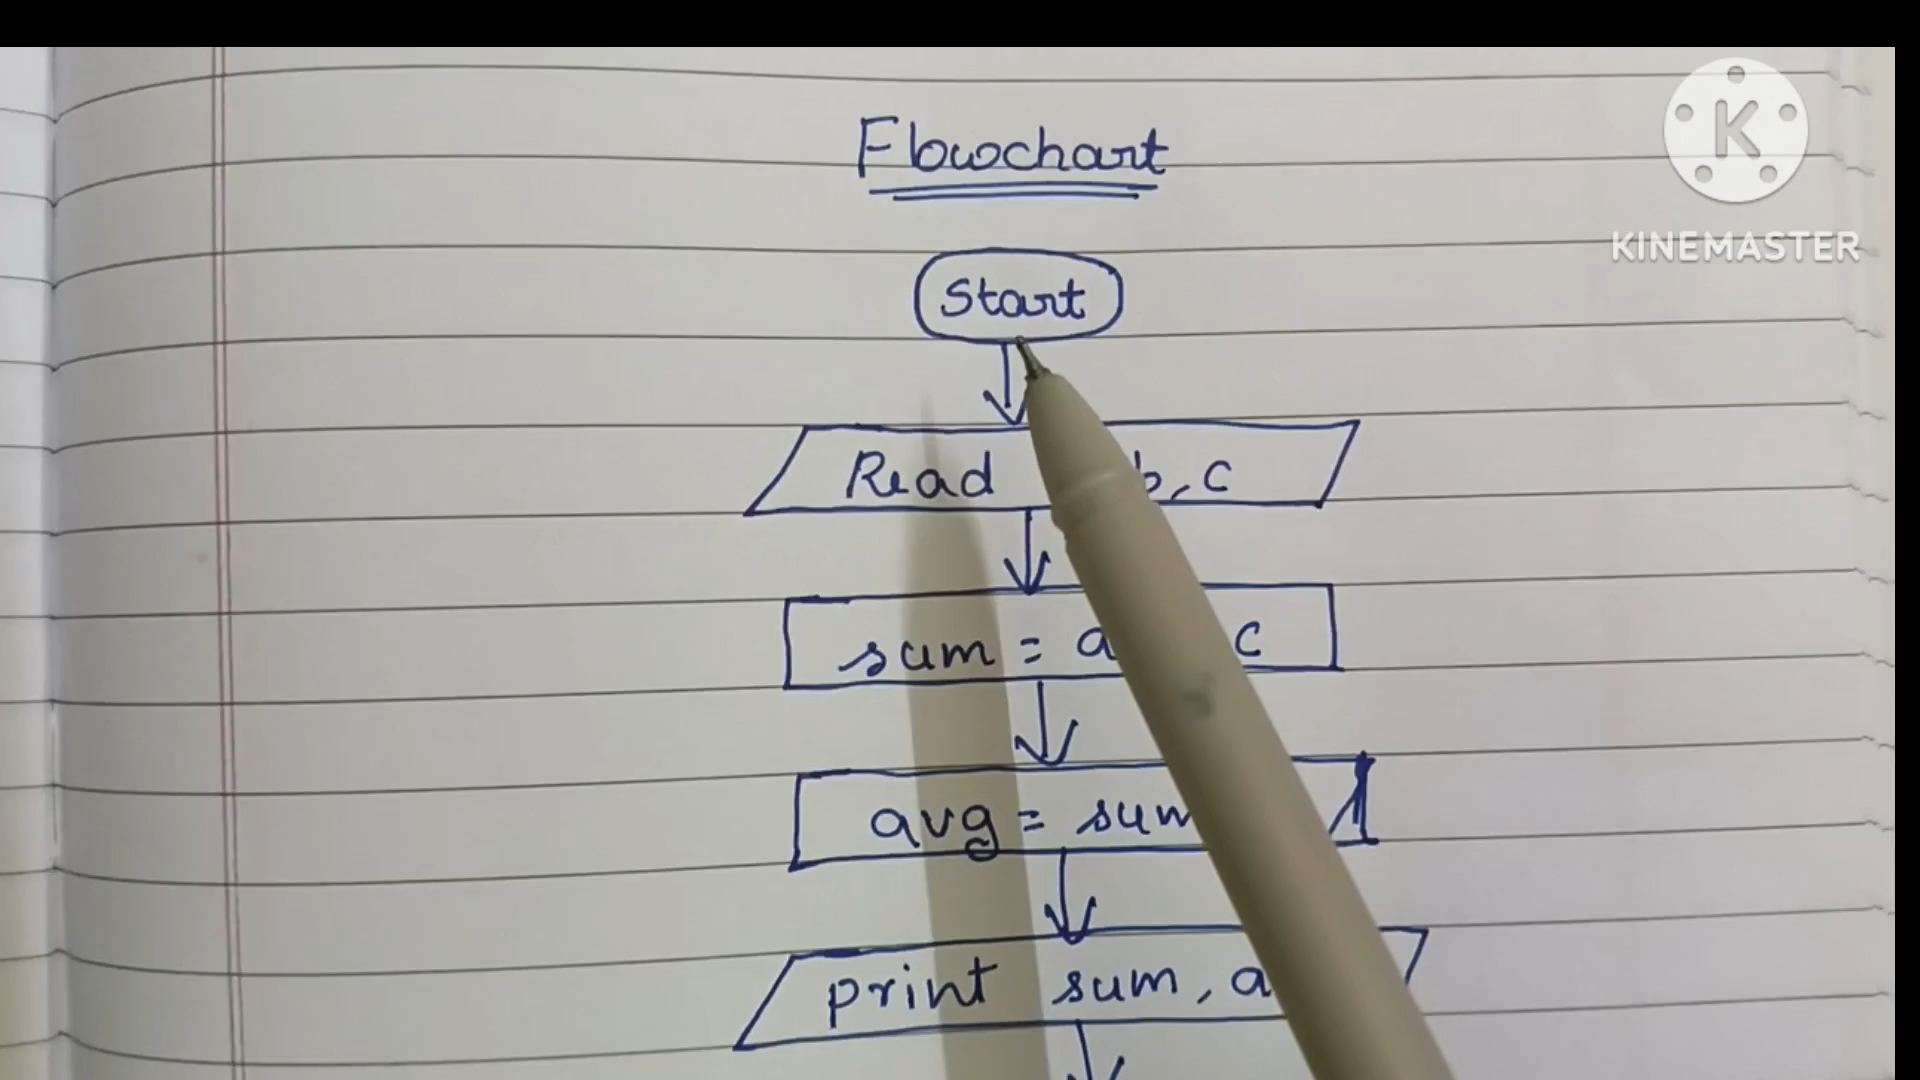 Flowchart
K
KINEMASTER
Start
Read b, c
sum = a c
avg = sum
print sum, a